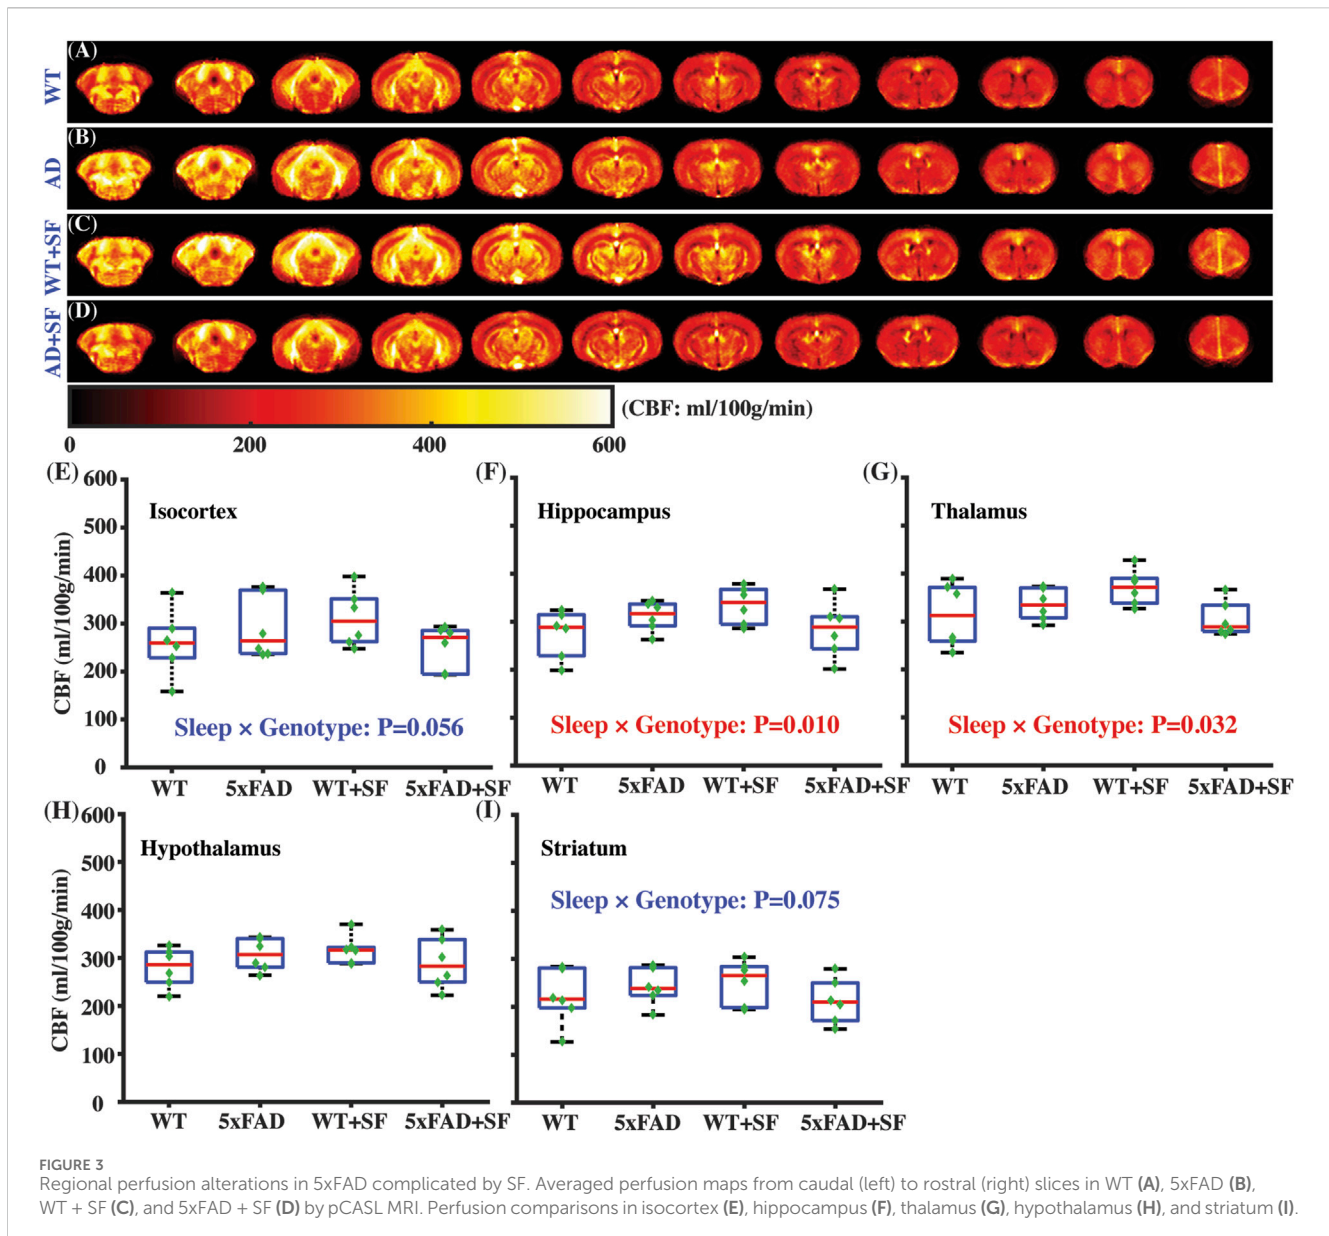 (A)
WT
(B)
AD
(C)
WT+SF
(D)
AD+SF
(CBF: ml/100g/min)
0 200 400 600
(E)
Isocortex
CBF (ml/100g/min)
600
500
400
300
200
100
0
Sleep × Genotype: P=0.056
WT 5xFAD WT+SF 5xFAD+SF
(F)
Hippocampus
Sleep × Genotype: P=0.010
WT 5xFAD WT+SF 5xFAD+SF
(G)
Thalamus
Sleep × Genotype: P=0.032
WT 5xFAD WT+SF 5xFAD+SF
(H)
Hypothalamus
CBF (ml/100g/min)
600
500
400
300
200
100
0
WT 5xFAD WT+SF 5xFAD+SF
(I)
Striatum
Sleep × Genotype: P=0.075
WT 5xFAD WT+SF 5xFAD+SF
FIGURE 3
Regional perfusion alterations in 5xFAD complicated by SF. Averaged perfusion maps from caudal (left) to rostral (right) slices in WT (A), 5xFAD (B),
WT + SF (C), and 5xFAD + SF (D) by pCASL MRI. Perfusion comparisons in isocortex (E), hippocampus (F), thalamus (G), hypothalamus (H), and striatum (I).